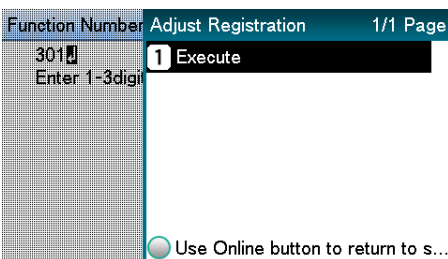 Function Number
301
Enter 1-3digi
Adjust Registration 1/1 Page
1 Execute
Use Online button to return to s...